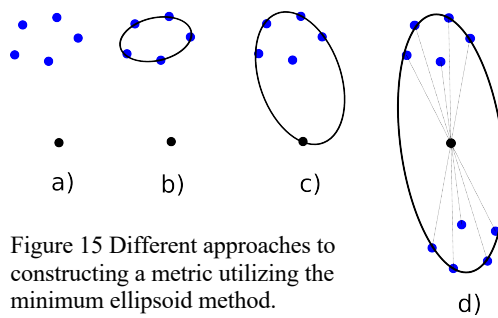 a)
b)
c)
d)
Figure 15 Different approaches to
constructing a metric utilizing the
minimum ellipsoid method.